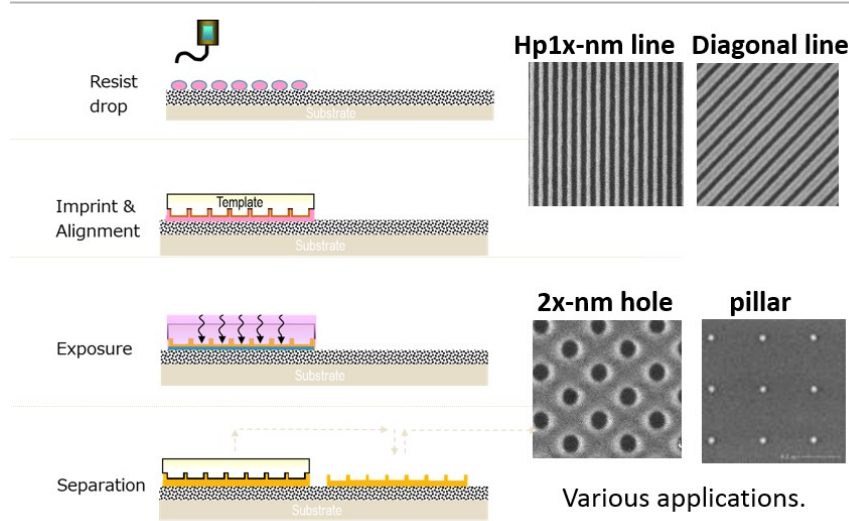 Resist
drop
Substrate
Hp1x-nm line
Diagonal line
Imprint &
Alignment
Template
Substrate
Exposure
Substrate
2x-nm hole
pillar
Separation
Substrate
Various applications.